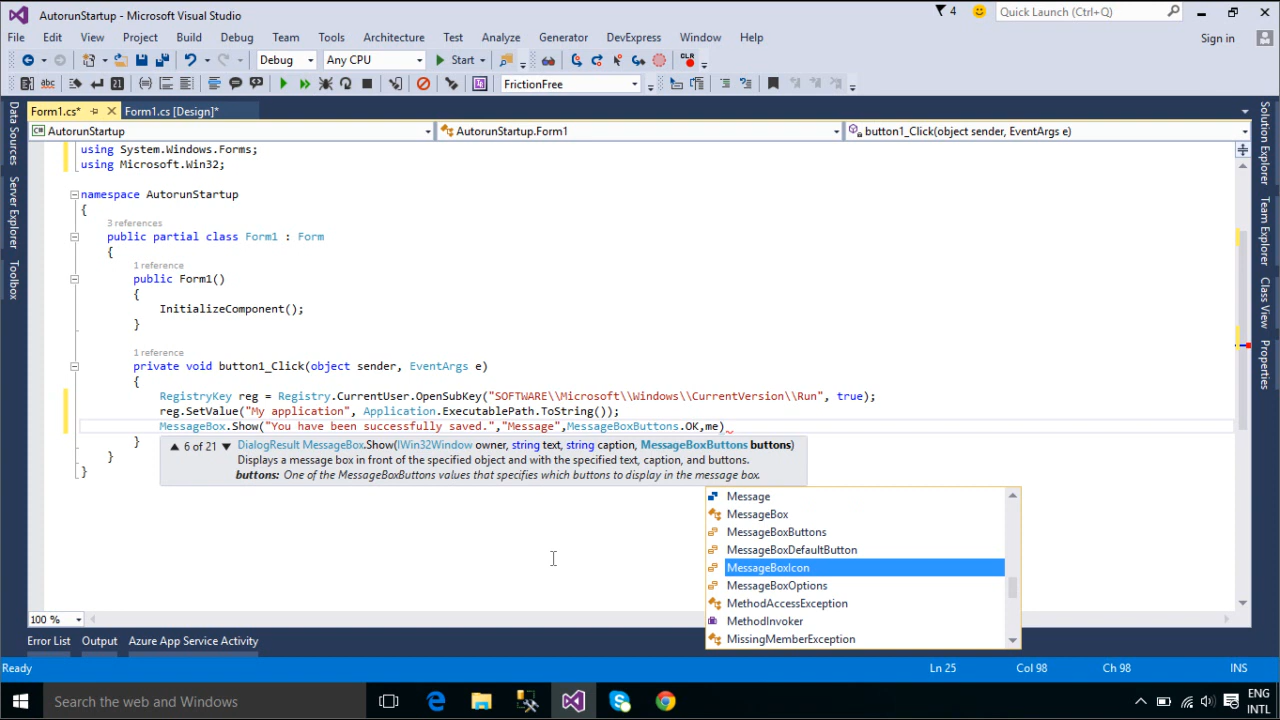 AutorunStartup - Microsoft Visual Studio
4
Quick Launch (Ctrl+Q)
File Edit View Project Build Debug Team Tools Architecture Test Analyze Generator DevExpress Window Help
Sign in
Debug Any CPU Start CLR
abc 21 FrictionFree
Form1.cs* Form1.cs [Design]*
AutorunStartup AutorunStartup.Form1 button1_Click(object sender, EventArgs e)
Data Sources
Server Explorer
Toolbox
Solution Explorer
Team Explorer
Class View
Properties
using System.Windows.Forms;
using Microsoft.Win32;
namespace AutorunStartup
{
3 references
public partial class Form1 : Form
{
1 reference
public Form1()
{
InitializeComponent();
}
1 reference
private void button1_Click(object sender, EventArgs e)
{
RegistryKey reg = Registry.CurrentUser.OpenSubKey("SOFTWARE\\Microsoft\\Windows\\CurrentVersion\\Run", true);
reg.SetValue("My application", Application.ExecutablePath.ToString());
MessageBox.Show("You have been successfully saved.","Message",MessageBoxButtons.OK,me)
}
}
}
▲ 6 of 21 ▼ DialogResult MessageBox.Show(IWin32Window owner, string text, string caption, MessageBoxButtons buttons)
Displays a message box in front of the specified object and with the specified text, caption, and buttons.
buttons: One of the MessageBoxButtons values that specifies which buttons to display in the message box.
Message
MessageBox
MessageBoxButtons
MessageBoxDefaultButton
MessageBoxIcon
MessageBoxOptions
MethodAccessException
MethodInvoker
MissingMemberException
100 %
Error List Output Azure App Service Activity
Ready Ln 25 Col 98 Ch 98 INS
Search the web and Windows
ENG
INTL